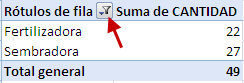 Rótulos de fila Suma de CANTIDAD
Fertilizadora 22
Sembradora 27
Total general 49